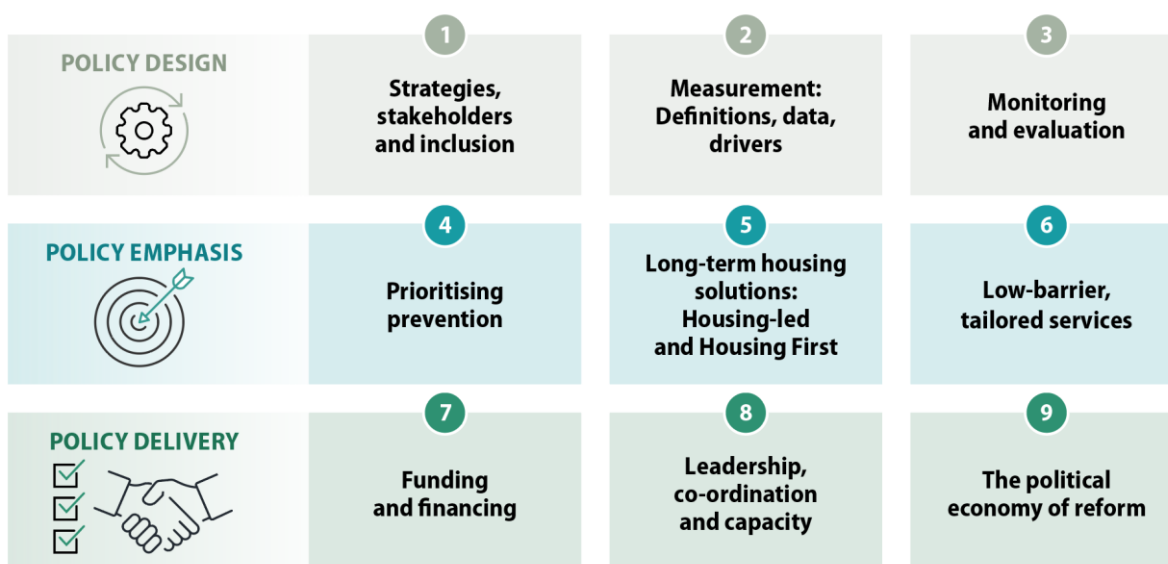 POLICY DESIGN
1
Strategies,
stakeholders
and inclusion
2
Measurement:
Definitions, data,
drivers
3
Monitoring
and evaluation
POLICY EMPHASIS
4
Prioritising
prevention
5
Long-term housing
solutions:
Housing-led
and Housing First
6
Low-barrier,
tailored services
POLICY DELIVERY
7
Funding
and financing
8
Leadership,
co-ordination
and capacity
9
The political
economy of reform